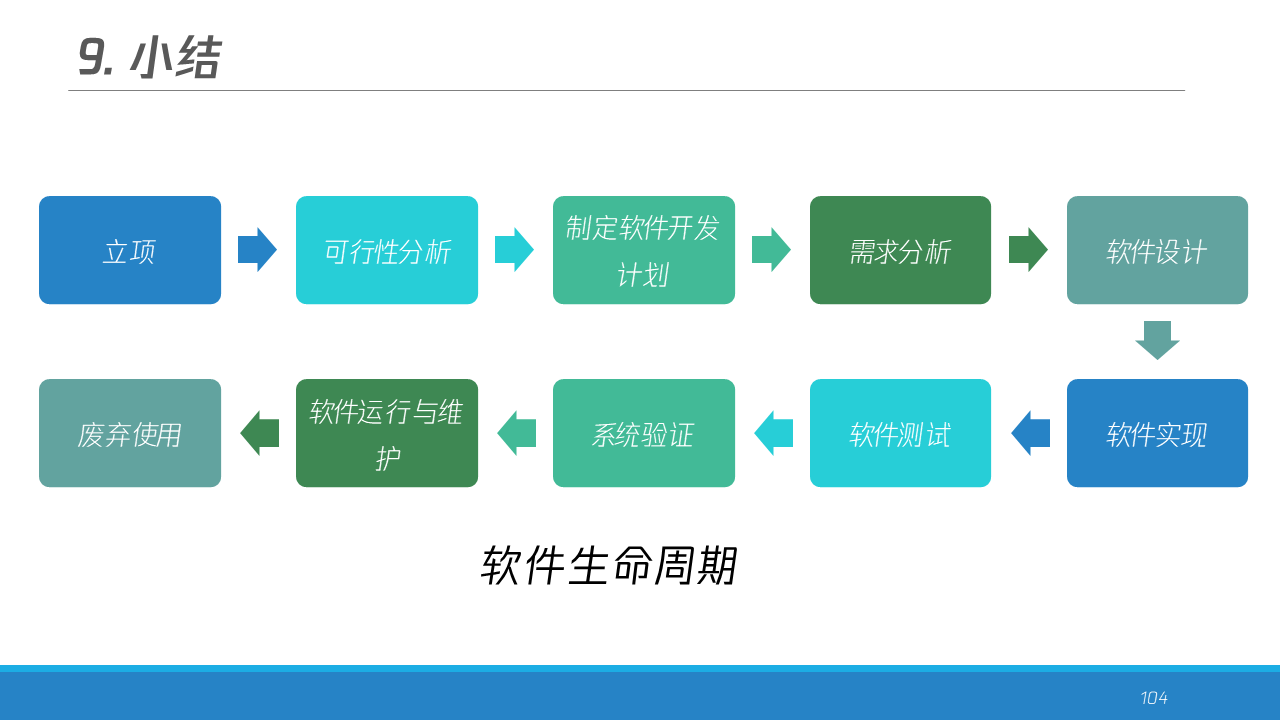 9. 小结
立项
可行性分析
制定软件开发
计划
需求分析
软件设计
软件实现
软件测试
系统验证
软件运行与维
护
废弃使用
软件生命周期
104